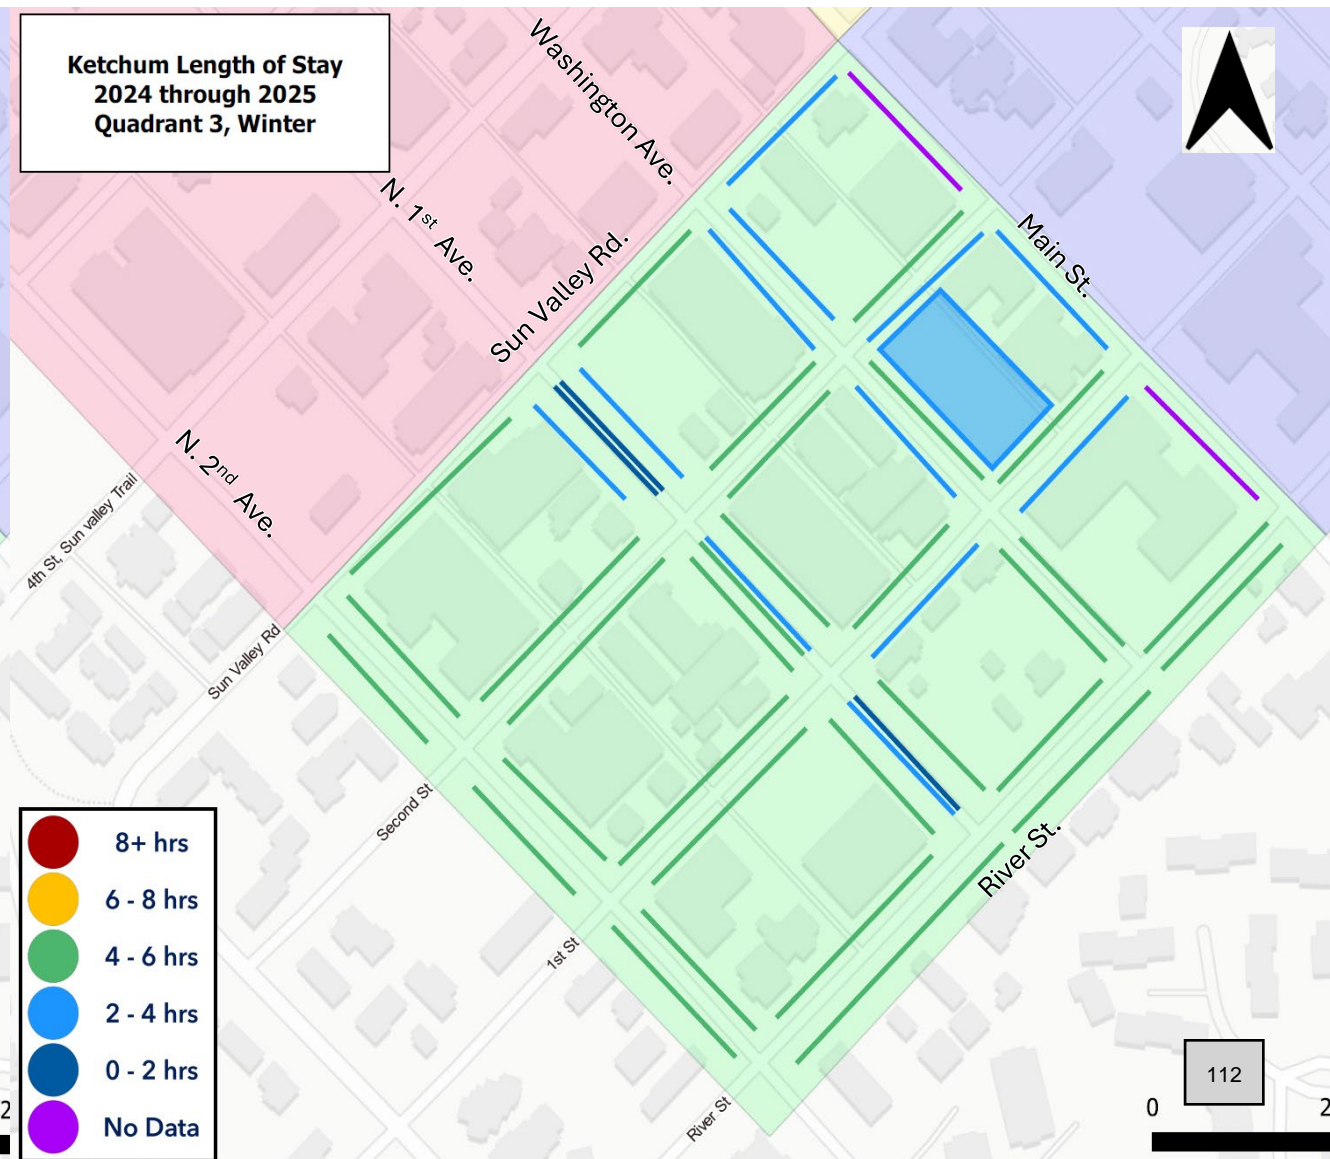 Ketchum Length of Stay
2024 through 2025
Quadrant 3, Winter
Washington Ave.
N. 1st Ave.
Sun Valley Rd.
Main St.
N. 2nd Ave.
4th St, Sun valley Trail
Sun Valley Rd
Second St
1st St
River St.
River St
8+ hrs
6 - 8 hrs
4 - 6 hrs
2 - 4 hrs
0 - 2 hrs
No Data
2
112
0
2